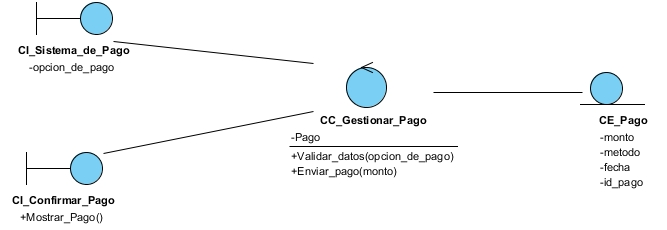 CI_Sistema_de_Pago
-opcion_de_pago
CC_Gestionar_Pago
-Pago
+Validar_datos(opcion_de_pago)
+Enviar_pago(monto)
CE_Pago
-monto
-metodo
-fecha
-id_pago
CI_Confirmar_Pago
+Mostrar_Pago()